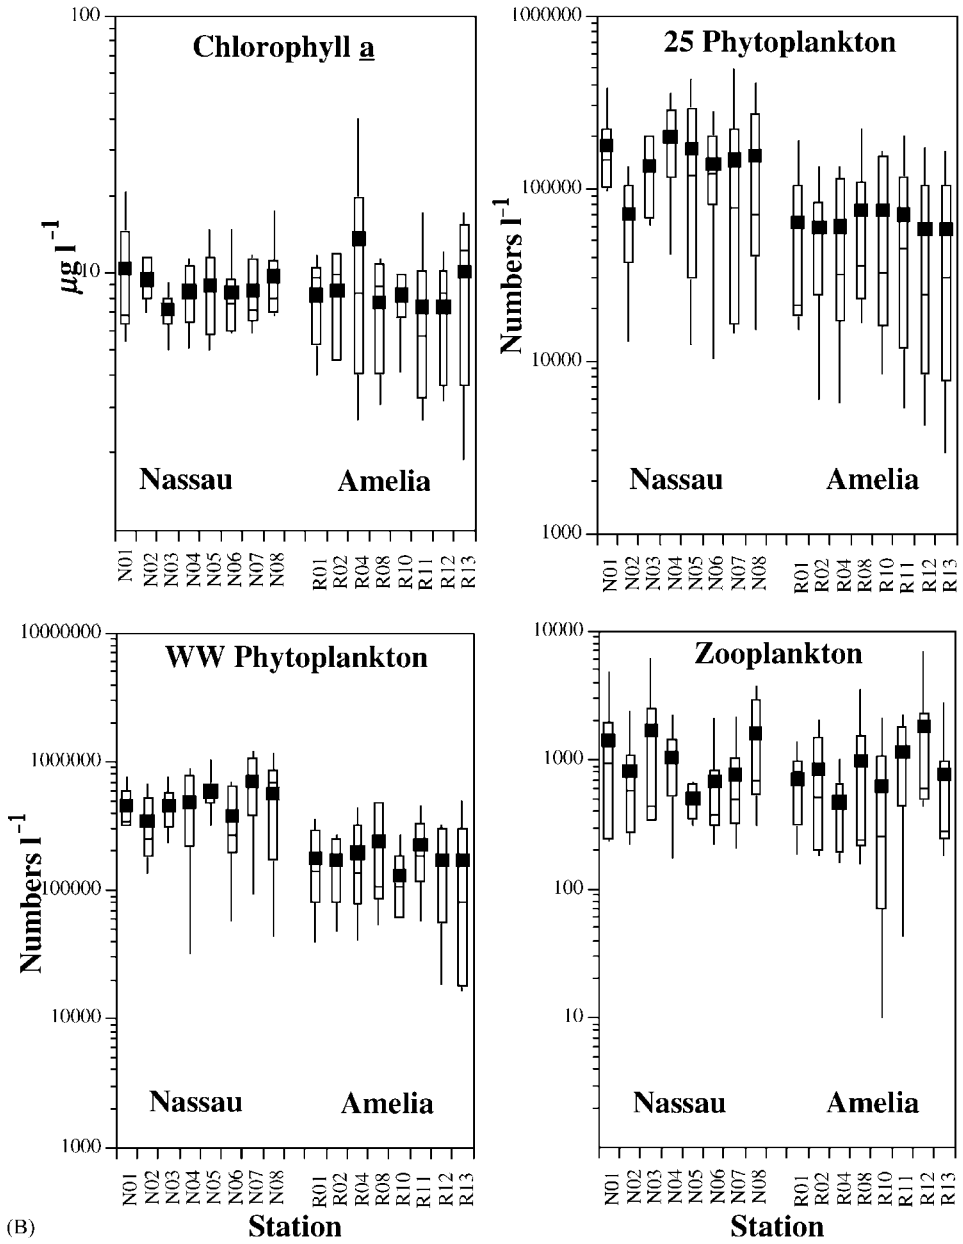 Chlorophyll a
100
10
µg l⁻¹
Nassau
Amelia
N01
N02
N03
N04
N05
N06
N07
N08
R01
R02
R04
R08
R10
R11
R12
R13
25 Phytoplankton
1000000
100000
10000
1000
Numbers l⁻¹
Nassau
Amelia
N01
N02
N03
N04
N05
N06
N07
N08
R01
R02
R04
R08
R10
R11
R12
R13
WW Phytoplankton
10000000
1000000
100000
10000
1000
Numbers l⁻¹
Nassau
Amelia
N01
N02
N03
N04
N05
N06
N07
N08
R01
R02
R04
R08
R10
R11
R12
R13
Station
Zooplankton
10000
1000
100
10
Nassau
Amelia
N01
N02
N03
N04
N05
N06
N07
N08
R01
R02
R04
R08
R10
R11
R12
R13
Station
(B)